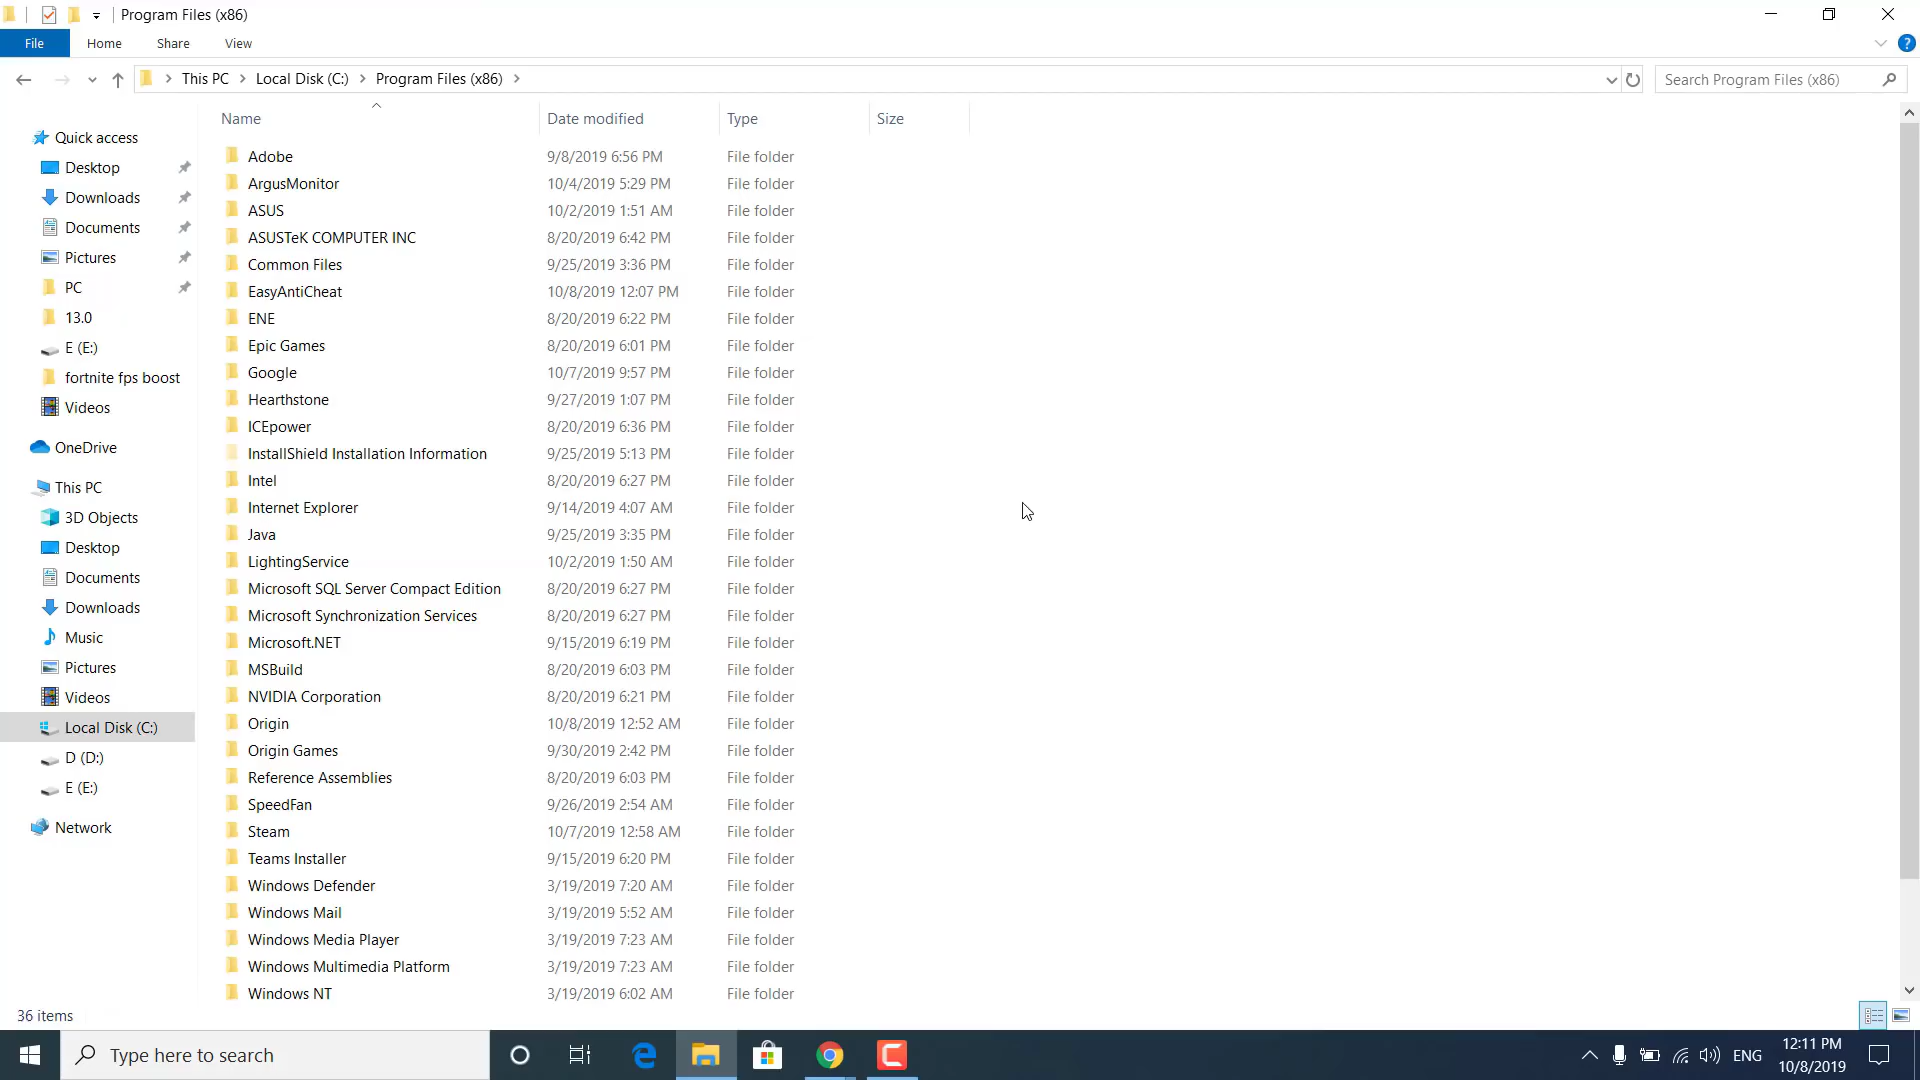 Program Files (x86)
File Home Share View
This PC > Local Disk (C:) > Program Files (x86) >
Search Program Files (x86)
Name Date modified Type Size
Quick access
Desktop
Downloads
Documents
Pictures
PC
13.0
E (E:)
fortnite fps boost
Videos
OneDrive
This PC
3D Objects
Desktop
Documents
Downloads
Music
Pictures
Videos
Local Disk (C:)
D (D:)
E (E:)
Network
Adobe 9/8/2019 6:56 PM File folder
ArgusMonitor 10/4/2019 5:29 PM File folder
ASUS 10/2/2019 1:51 AM File folder
ASUSTeK COMPUTER INC 8/20/2019 6:42 PM File folder
Common Files 9/25/2019 3:36 PM File folder
EasyAntiCheat 10/8/2019 12:07 PM File folder
ENE 8/20/2019 6:22 PM File folder
Epic Games 8/20/2019 6:01 PM File folder
Google 10/7/2019 9:57 PM File folder
Hearthstone 9/27/2019 1:07 PM File folder
ICEpower 8/20/2019 6:36 PM File folder
InstallShield Installation Information 9/25/2019 5:13 PM File folder
Intel 8/20/2019 6:27 PM File folder
Internet Explorer 9/14/2019 4:07 AM File folder
Java 9/25/2019 3:35 PM File folder
LightingService 10/2/2019 1:50 AM File folder
Microsoft SQL Server Compact Edition 8/20/2019 6:27 PM File folder
Microsoft Synchronization Services 8/20/2019 6:27 PM File folder
Microsoft.NET 9/15/2019 6:19 PM File folder
MSBuild 8/20/2019 6:03 PM File folder
NVIDIA Corporation 8/20/2019 6:21 PM File folder
Origin 10/8/2019 12:52 AM File folder
Origin Games 9/30/2019 2:42 PM File folder
Reference Assemblies 8/20/2019 6:03 PM File folder
SpeedFan 9/26/2019 2:54 AM File folder
Steam 10/7/2019 12:58 AM File folder
Teams Installer 9/15/2019 6:20 PM File folder
Windows Defender 3/19/2019 7:20 AM File folder
Windows Mail 3/19/2019 5:52 AM File folder
Windows Media Player 3/19/2019 7:23 AM File folder
Windows Multimedia Platform 3/19/2019 7:23 AM File folder
Windows NT 3/19/2019 6:02 AM File folder
36 items
Type here to search
ENG
12:11 PM
10/8/2019